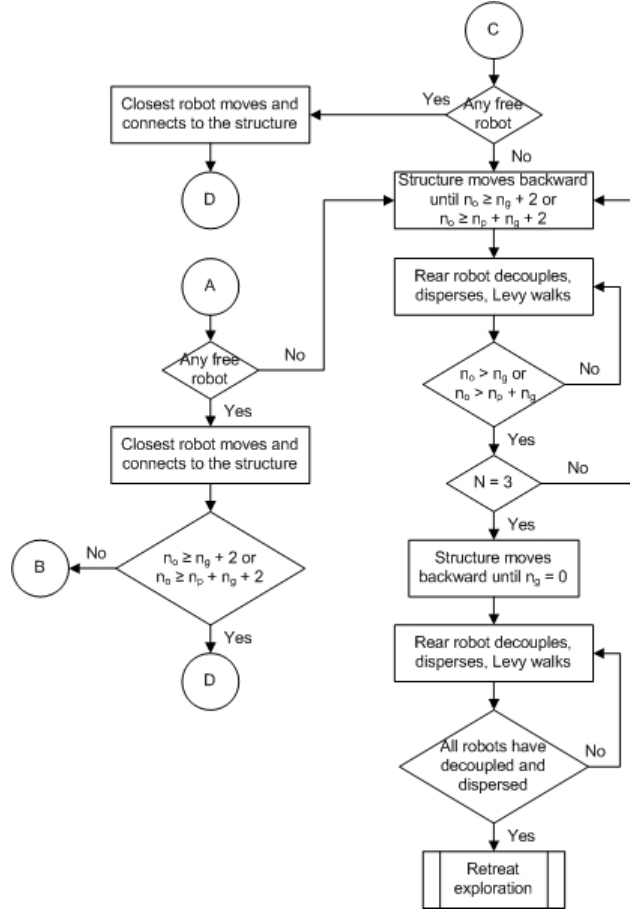 C
Yes
Any free
robot
Closest robot moves and
connects to the structure
No
D
Structure moves backward
until nₒ ≥ n_g + 2 or
nₒ ≥ nₚ + n_g + 2
A
Rear robot decouples,
disperses, Levy walks
Any free
robot
No
nₒ > n_g or
nₒ > nₚ + n_g
No
Yes
Closest robot moves and
connects to the structure
Yes
N = 3
No
Yes
nₒ ≥ n_g + 2 or
nₒ ≥ nₚ + n_g + 2
No
B
Structure moves
backward until n_g = 0
Yes
D
Rear robot decouples,
disperses, Levy walks
All robots have
decoupled and
dispersed
No
Yes
Retreat
exploration